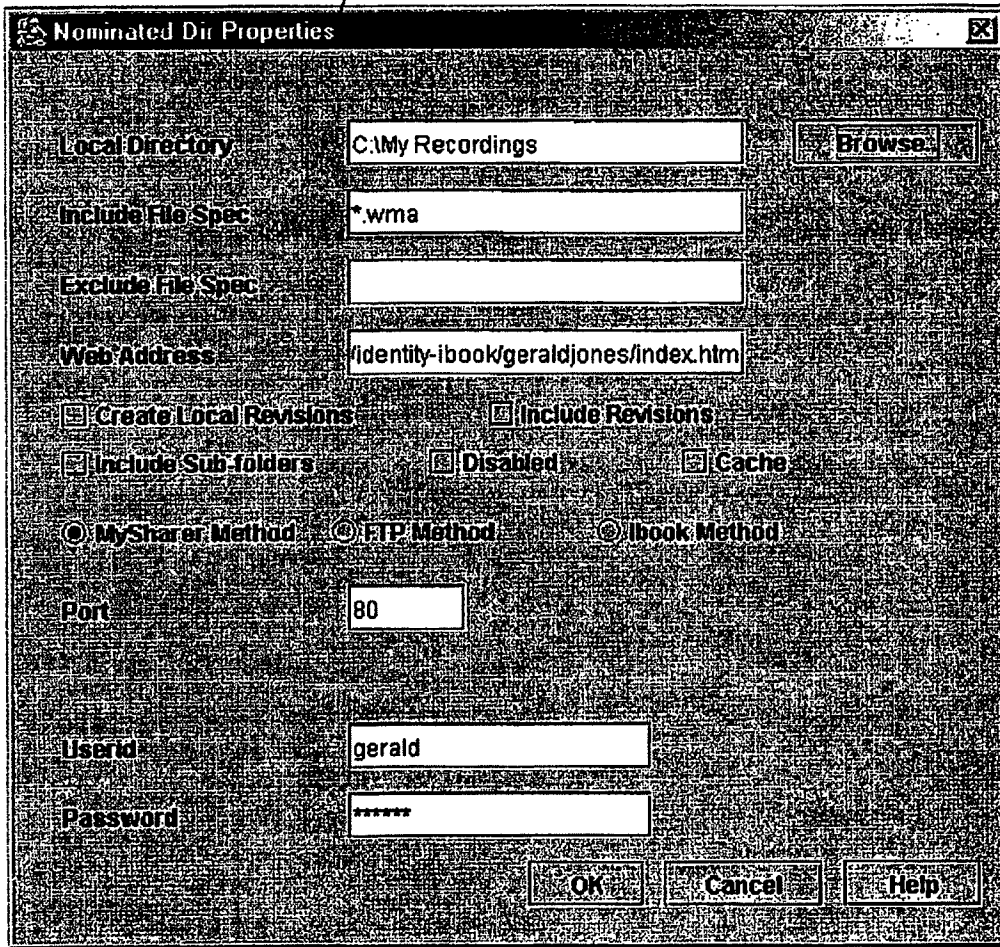 Nominated Dir Properties
Local Directory C:\My Recordings Browse..
Include File Spec *.wma
Exclude File Spec
Web Address /identity-ibook/geraldjones/index.htm
Create Local Revisions Include Revisions
Include Sub-folders Disabled Cache
MySharer Method FTP Method Ibook Method
Port 80
Userid gerald
Password ******
OK Cancel Help